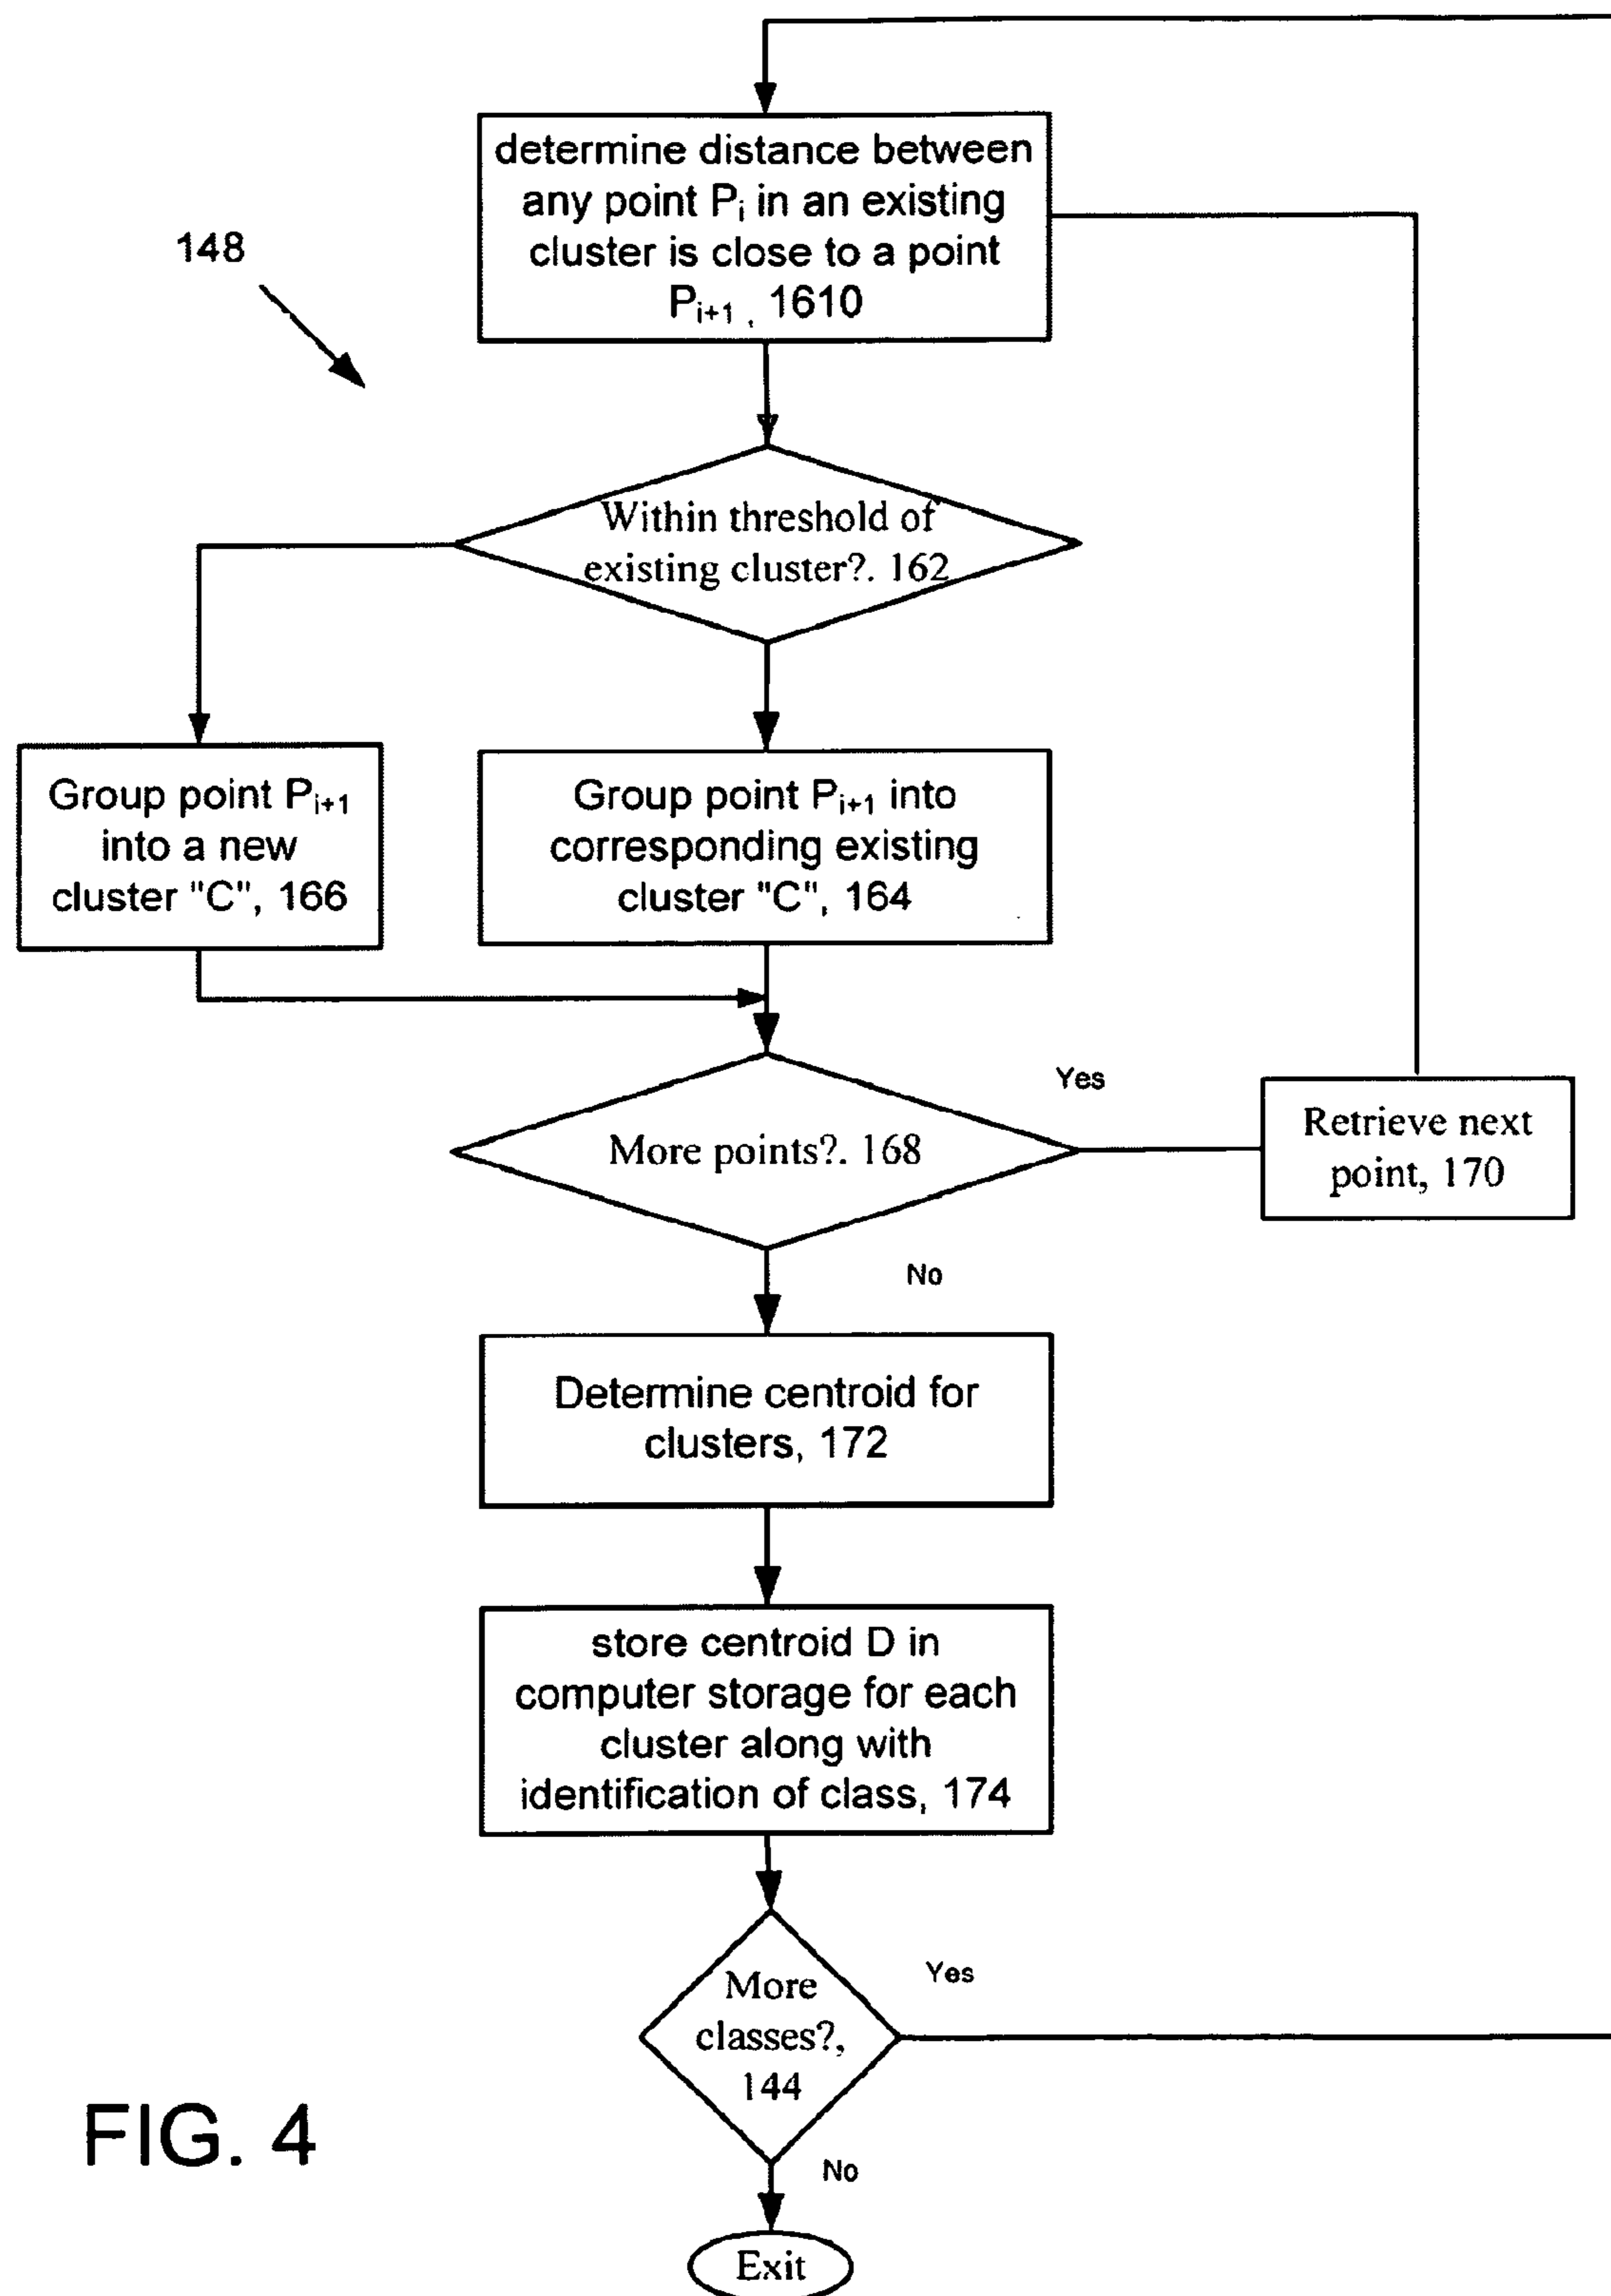 determine distance between
any point Pi in an existing
cluster is close to a point
Pi+1 , 1610
148
Within threshold of
existing cluster?. 162
Group point Pi+1
into a new
cluster "C", 166
Group point Pi+1 into
corresponding existing
cluster "C", 164
Yes
More points?. 168
Retrieve next
point, 170
No
Determine centroid for
clusters, 172
store centroid D in
computer storage for each
cluster along with
identification of class, 174
Yes
More
classes?,
144
FIG. 4
No
Exit